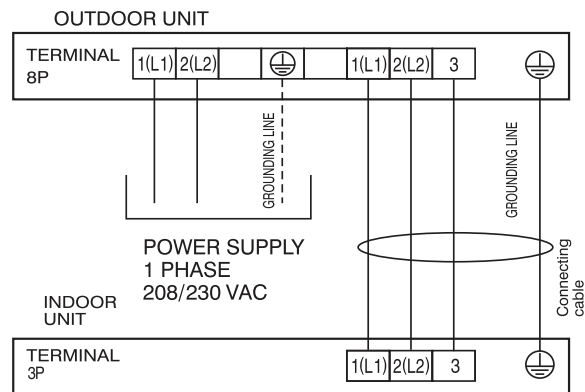 OUTDOOR UNIT
TERMINAL
8P
1(L1) 2(L2) 1(L1) 2(L2) 3
GROUNDING LINE
GROUNDING LINE
POWER SUPPLY
1 PHASE
208/230 VAC
Connecting
cable
INDOOR
UNIT
TERMINAL
3P
1(L1) 2(L2) 3